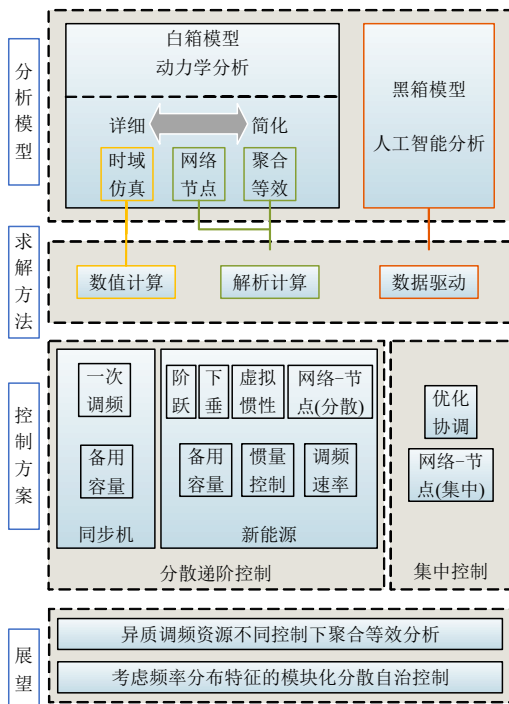 分析模型
白箱模型
动力学分析
详细
简化
时域
仿真
网络
节点
聚合
等效
黑箱模型
人工智能分析
求解方法
数值计算
解析计算
数据驱动
控制方案
一次
调频
备用
容量
同步机
阶
跃
下
垂
虚拟
惯性
网络-节
点(分散)
备用
容量
惯量
控制
调频
速率
新能源
分散递阶控制
优化
协调
网络-节
点(集中)
集中控制
展望
异质调频资源不同控制下聚合等效分析
考虑频率分布特征的模块化分散自治控制